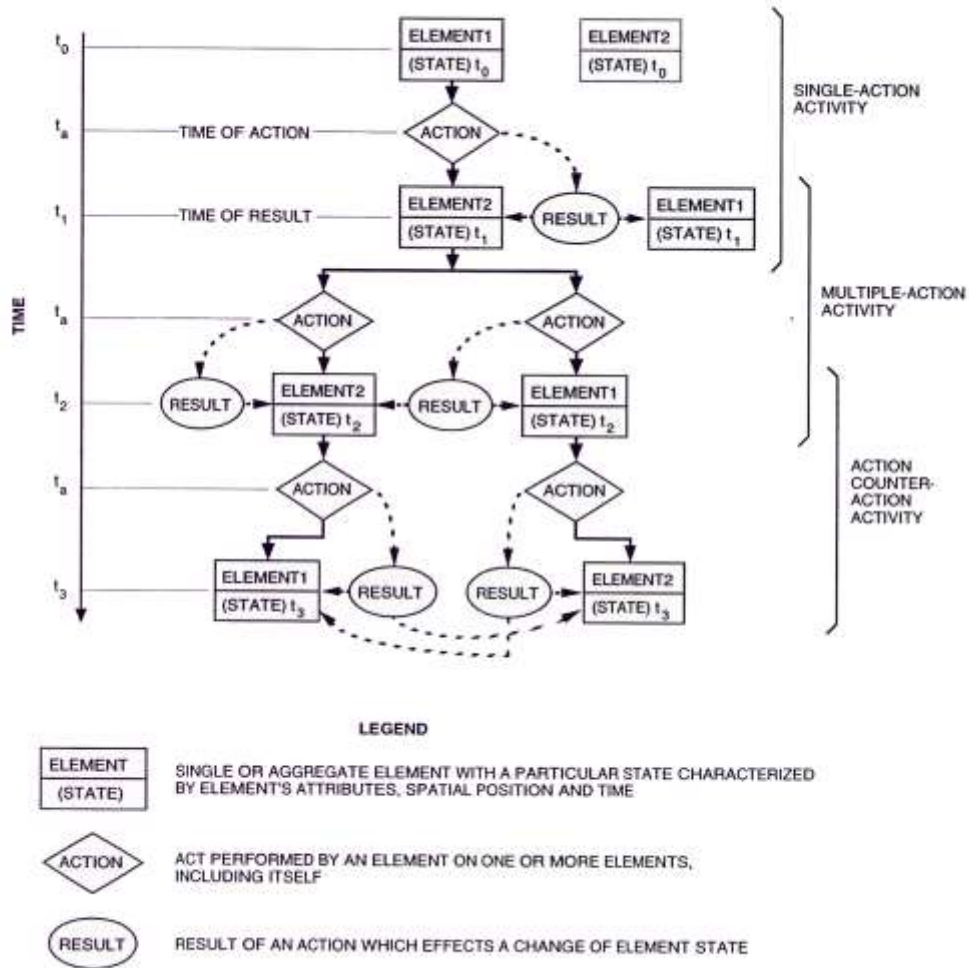 t0
ELEMENT1
(STATE) t0
ELEMENT2
(STATE) t0
SINGLE-ACTION
ACTIVITY
ta
TIME OF ACTION
ACTION
t1
TIME OF RESULT
ELEMENT2
(STATE) t1
RESULT
ELEMENT1
(STATE) t1
TIME
MULTIPLE-ACTION
ACTIVITY
ta
ACTION
ACTION
t2
RESULT
ELEMENT2
(STATE) t2
RESULT
ELEMENT1
(STATE) t2
ACTION
COUNTER-
ACTION
ACTIVITY
ta
ACTION
ACTION
t3
ELEMENT1
(STATE) t3
RESULT
RESULT
ELEMENT2
(STATE) t3
LEGEND
ELEMENT
(STATE)
SINGLE OR AGGREGATE ELEMENT WITH A PARTICULAR STATE CHARACTERIZED
BY ELEMENT'S ATTRIBUTES, SPATIAL POSITION AND TIME
ACTION
ACT PERFORMED BY AN ELEMENT ON ONE OR MORE ELEMENTS,
INCLUDING ITSELF
RESULT
RESULT OF AN ACTION WHICH EFFECTS A CHANGE OF ELEMENT STATE